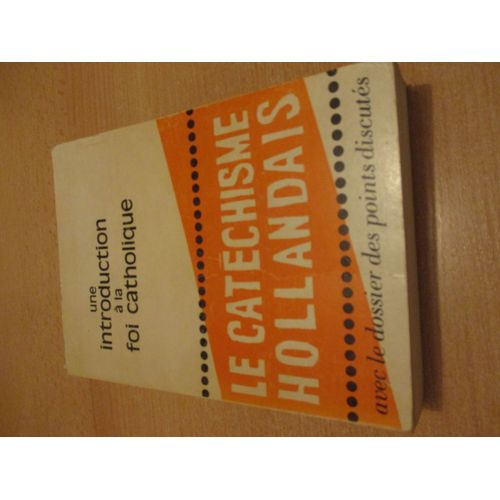 une
introduction
à la
foi catholique
LE CATECHISME
HOLLANDAIS
avec le dossier des points discutés